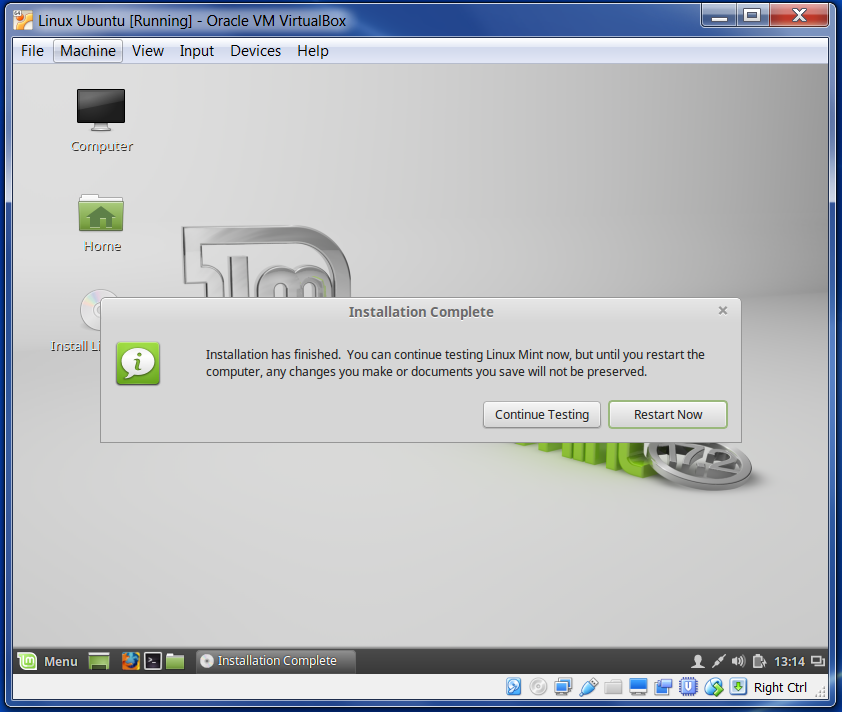 64
Linux Ubuntu [Running] - Oracle VM VirtualBox
File Machine View Input Devices Help
Computer
Home
Install Li
Installation Complete
Installation has finished. You can continue testing Linux Mint now, but until you restart the
computer, any changes you make or documents you save will not be preserved.
Continue Testing Restart Now
17.2
Menu Installation Complete 13:14
Right Ctrl